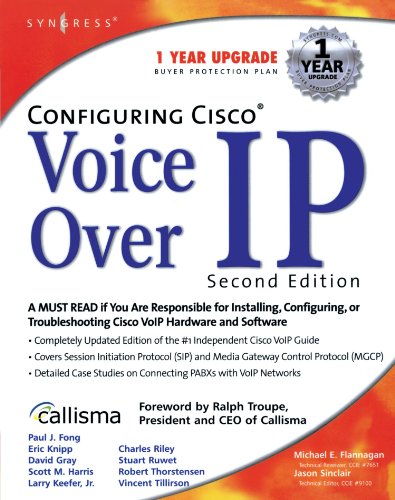 SYNGRESS®
1 YEAR UPGRADE
BUYER PROTECTION PLAN
SYNGRESS
1
YEAR
UPGRADE
CONFIGURING CISCO®
Voice
Over IP
Second Edition
A MUST READ if You Are Responsible for Installing, Configuring, or
Troubleshooting Cisco VoIP Hardware and Software
• Completely Updated Edition of the #1 Independent Cisco VoIP Guide
• Covers Session Initiation Protocol (SIP) and Media Gateway Control Protocol (MGCP)
• Detailed Case Studies on Connecting PABXs with VoIP Networks
callisma
Foreword by Ralph Troupe,
President and CEO of Callisma
Paul J. Fong
Eric Knipp
David Gray
Scott M. Harris
Larry Keefer, Jr.
Charles Riley
Stuart Ruwet
Robert Thorstensen
Vincent Tillirson
Michael E. Flannagan
Technical Reviewer, CCIE #7651
Jason Sinclair
Technical Editor, CCIE #9100